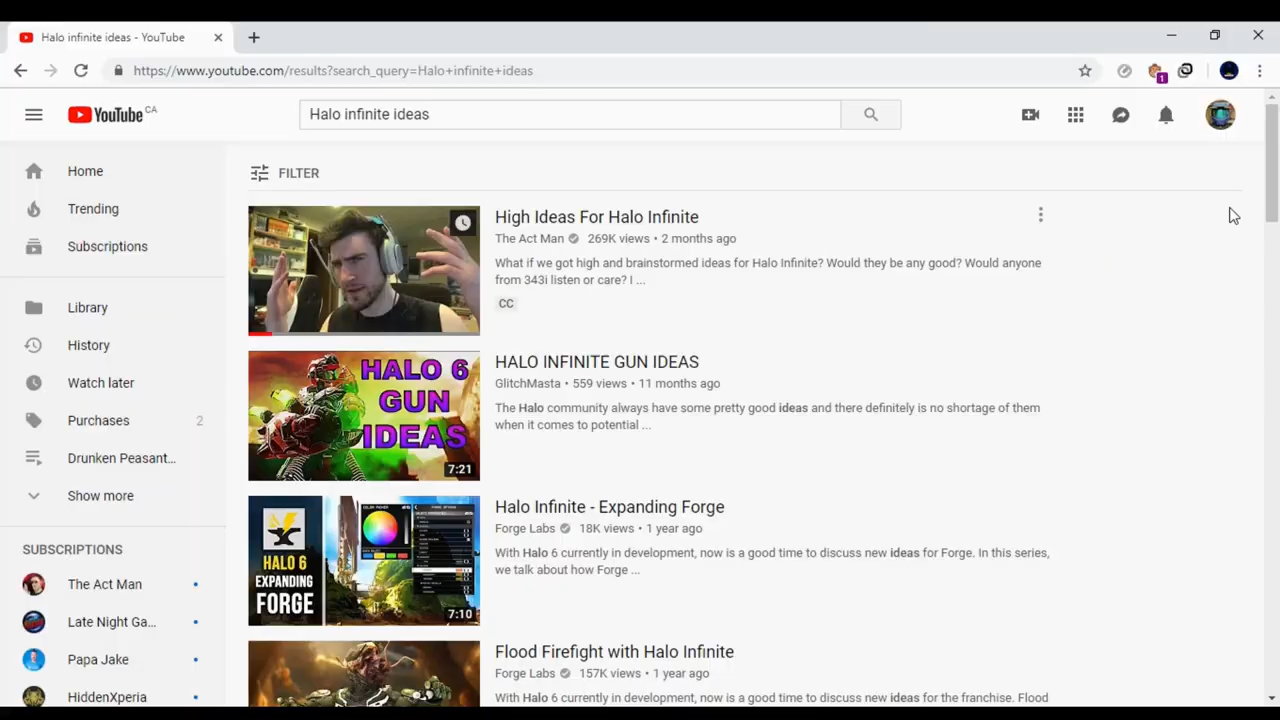 Halo infinite ideas - YouTube
https://www.youtube.com/results?search_query=Halo+infinite+ideas
1
YouTube CA
Halo infinite ideas
Home
Trending
Subscriptions
Library
History
Watch later
Purchases 2
Drunken Peasant...
Show more
SUBSCRIPTIONS
The Act Man
Late Night Ga...
Papa Jake
HiddenXperia
FILTER
High Ideas For Halo Infinite
The Act Man 269K views • 2 months ago
What if we got high and brainstormed ideas for Halo Infinite? Would they be any good? Would anyone
from 343i listen or care? I ...
CC
HALO 6
GUN
IDEAS
7:21
HALO INFINITE GUN IDEAS
GlitchMasta • 559 views • 11 months ago
The Halo community always have some pretty good ideas and there definitely is no shortage of them
when it comes to potential ...
HALO 6
EXPANDING
FORGE
7:10
Halo Infinite - Expanding Forge
Forge Labs 18K views • 1 year ago
With Halo 6 currently in development, now is a good time to discuss new ideas for Forge. In this series,
we talk about how Forge ...
Flood Firefight with Halo Infinite
Forge Labs 157K views • 1 year ago
With Halo 6 currently in development, now is a good time to discuss new ideas for the franchise. Flood